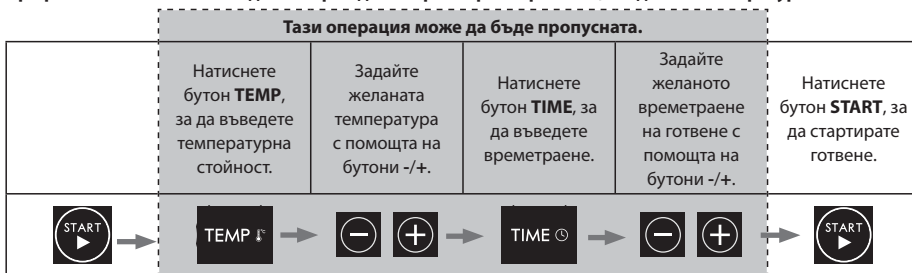 Тази операция може да бъде пропусната.
Натиснете
бутон TEMP,
за да въведете
температурна
стойност.
Задайте
желаната
температура
с помощта на
бутони -/+.
Натиснете
бутон TIME, за
да въведете
времетраене.
Задайте
желаното
времетраене
на готвене с
помощта на
бутони -/+.
Натиснете
бутон START, за
да стартирате
готвене.
START
TEMP
TIME
START